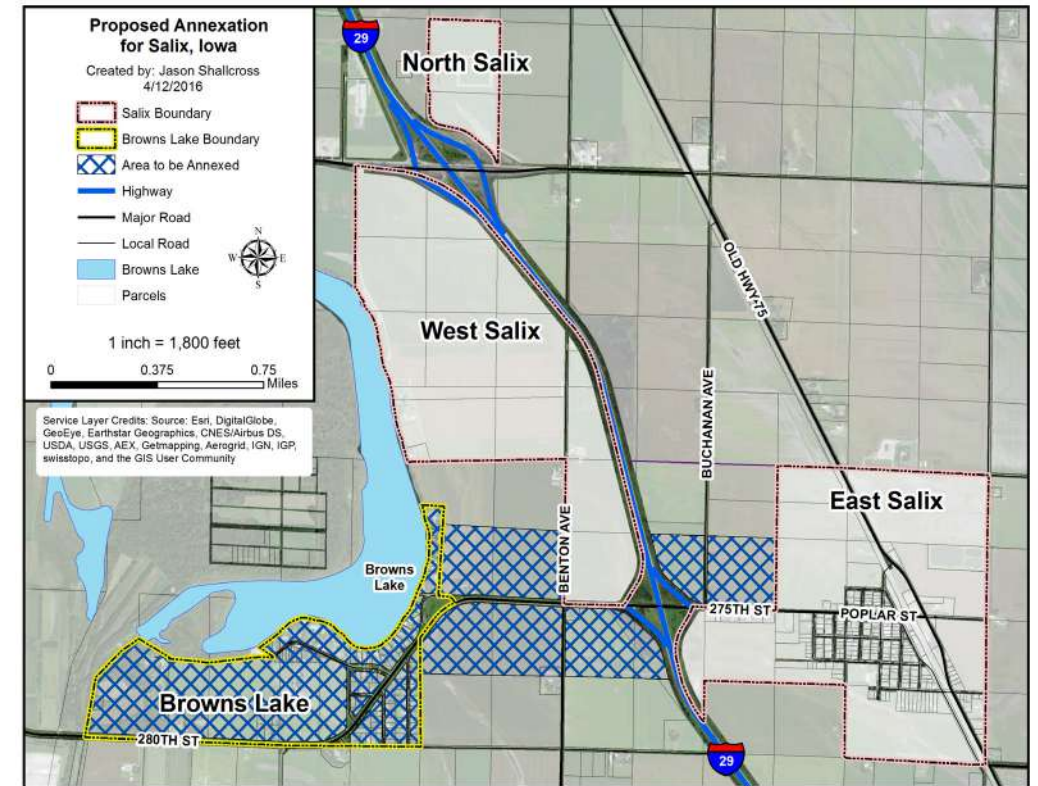 Proposed Annexation
for Salix, Iowa
Created by: Jason Shallcross
4/12/2016
Salix Boundary
Browns Lake Boundary
Area to be Annexed
Highway
Major Road
Local Road
Browns Lake
Parcels
N
W E
S
1 inch = 1,800 feet
0 0.375 0.75
Miles
Service Layer Credits: Source: Esri, DigitalGlobe,
GeoEye, Earthstar Geographics, CNES/Airbus DS,
USDA, USGS, AEX, Getmapping, Aerogrid, IGN, IGP,
swisstopo, and the GIS User Community
29
North Salix
OLD HWY-75
West Salix
BUCHANAN AVE
East Salix
BENTON AVE
Browns
Lake
275TH ST
POPLAR ST
Browns Lake
280TH ST
29